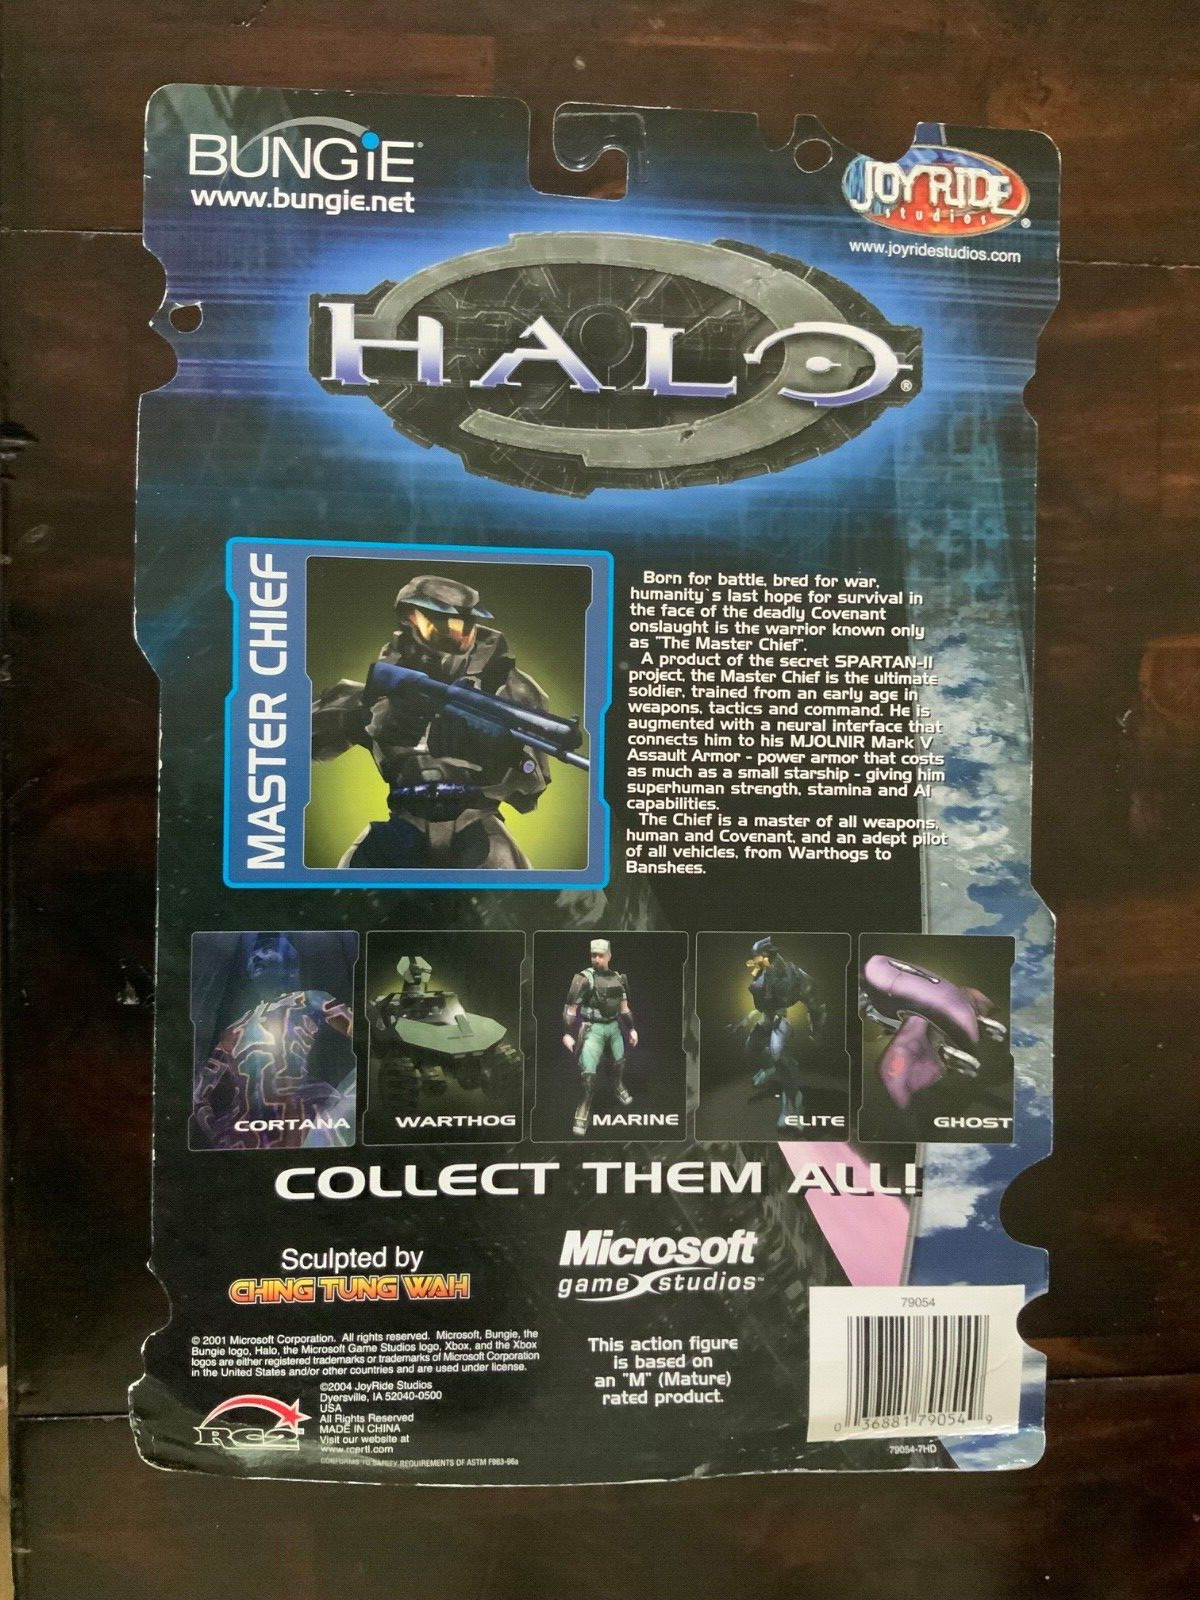 BUNGiE®
www.bungie.net
JOYRIDE
studios®
www.joyridestudios.com
HALO®
MASTER CHIEF
Born for battle, bred for war,
humanity`s last hope for survival in
the face of the deadly Covenant
onslaught is the warrior known only
as "The Master Chief".
A product of the secret SPARTAN-II
project, the Master Chief is the ultimate
soldier, trained from an early age in
weapons, tactics and command. He is
augmented with a neural interface that
connects him to his MJOLNIR Mark V
Assault Armor - power armor that costs
as much as a small starship - giving him
superhuman strength, stamina and AI
capabilities.
The Chief is a master of all weapons,
human and Covenant, and an adept pilot
of all vehicles, from Warthogs to
Banshees.
CORTANA
WARTHOG
MARINE
ELITE
GHOST
COLLECT THEM ALL!
Sculpted by
CHING TUNG WAH
Microsoft
game studios™
© 2001 Microsoft Corporation. All rights reserved. Microsoft, Bungie, the
Bungie logo, Halo, the Microsoft Game Studios logo, Xbox, and the Xbox
logos are either registered trademarks or trademarks of Microsoft Corporation
in the United States and/or other countries and are used under license.
RC2
©2004 JoyRide Studios
Dyersville, IA 52040-0500
USA
All Rights Reserved
MADE IN CHINA
Visit our website at
www.rcertl.com
CONFORMS TO SAFETY REQUIREMENTS OF ASTM F963-96a
This action figure
is based on
an "M" (Mature)
rated product.
79054
0 36881 79054 9
79054-7HD